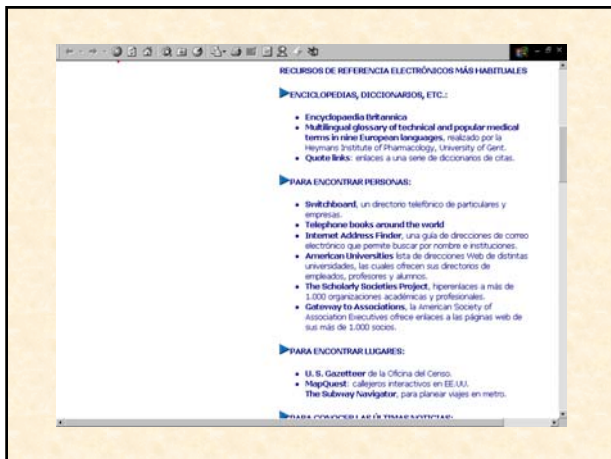 RECURSOS DE REFERENCIA ELECTRÓNICOS MÁS HABITUALES
ENCICLOPEDIAS, DICCIONARIOS, ETC.:
Encyclopaedia Britannica
Multilingual glossary of technical and popular medical
terms in nine European languages, realizado por la
Heymans Institute of Pharmacology, University of Gent.
Quote links: enlaces a una serie de diccionarios de citas.
PARA ENCONTRAR PERSONAS:
Switchboard, un directorio telefónico de particulares y
empresas.
Telephone books around the world
Internet Address Finder, una guía de direcciones de correo
electrónico que permite buscar por nombre e instituciones.
American Universities lista de direcciones Web de distintas
universidades, las cuales ofrecen sus directorios de
empleados, profesores y alumnos.
The Scholarly Societies Project, hiperenlaces a más de
1.000 organizaciones académicas y profesionales.
Gateway to Associations, la American Society of
Association Executives ofrece enlaces a las páginas web de
sus más de 1.000 socios.
PARA ENCONTRAR LUGARES:
U. S. Gazetteer de la Oficina del Censo.
MapQuest: callejeros interactivos en EE.UU.
The Subway Navigator, para planear viajes en metro.
PARA CONOCER LAS ÚLTIMAS NOTICIAS: